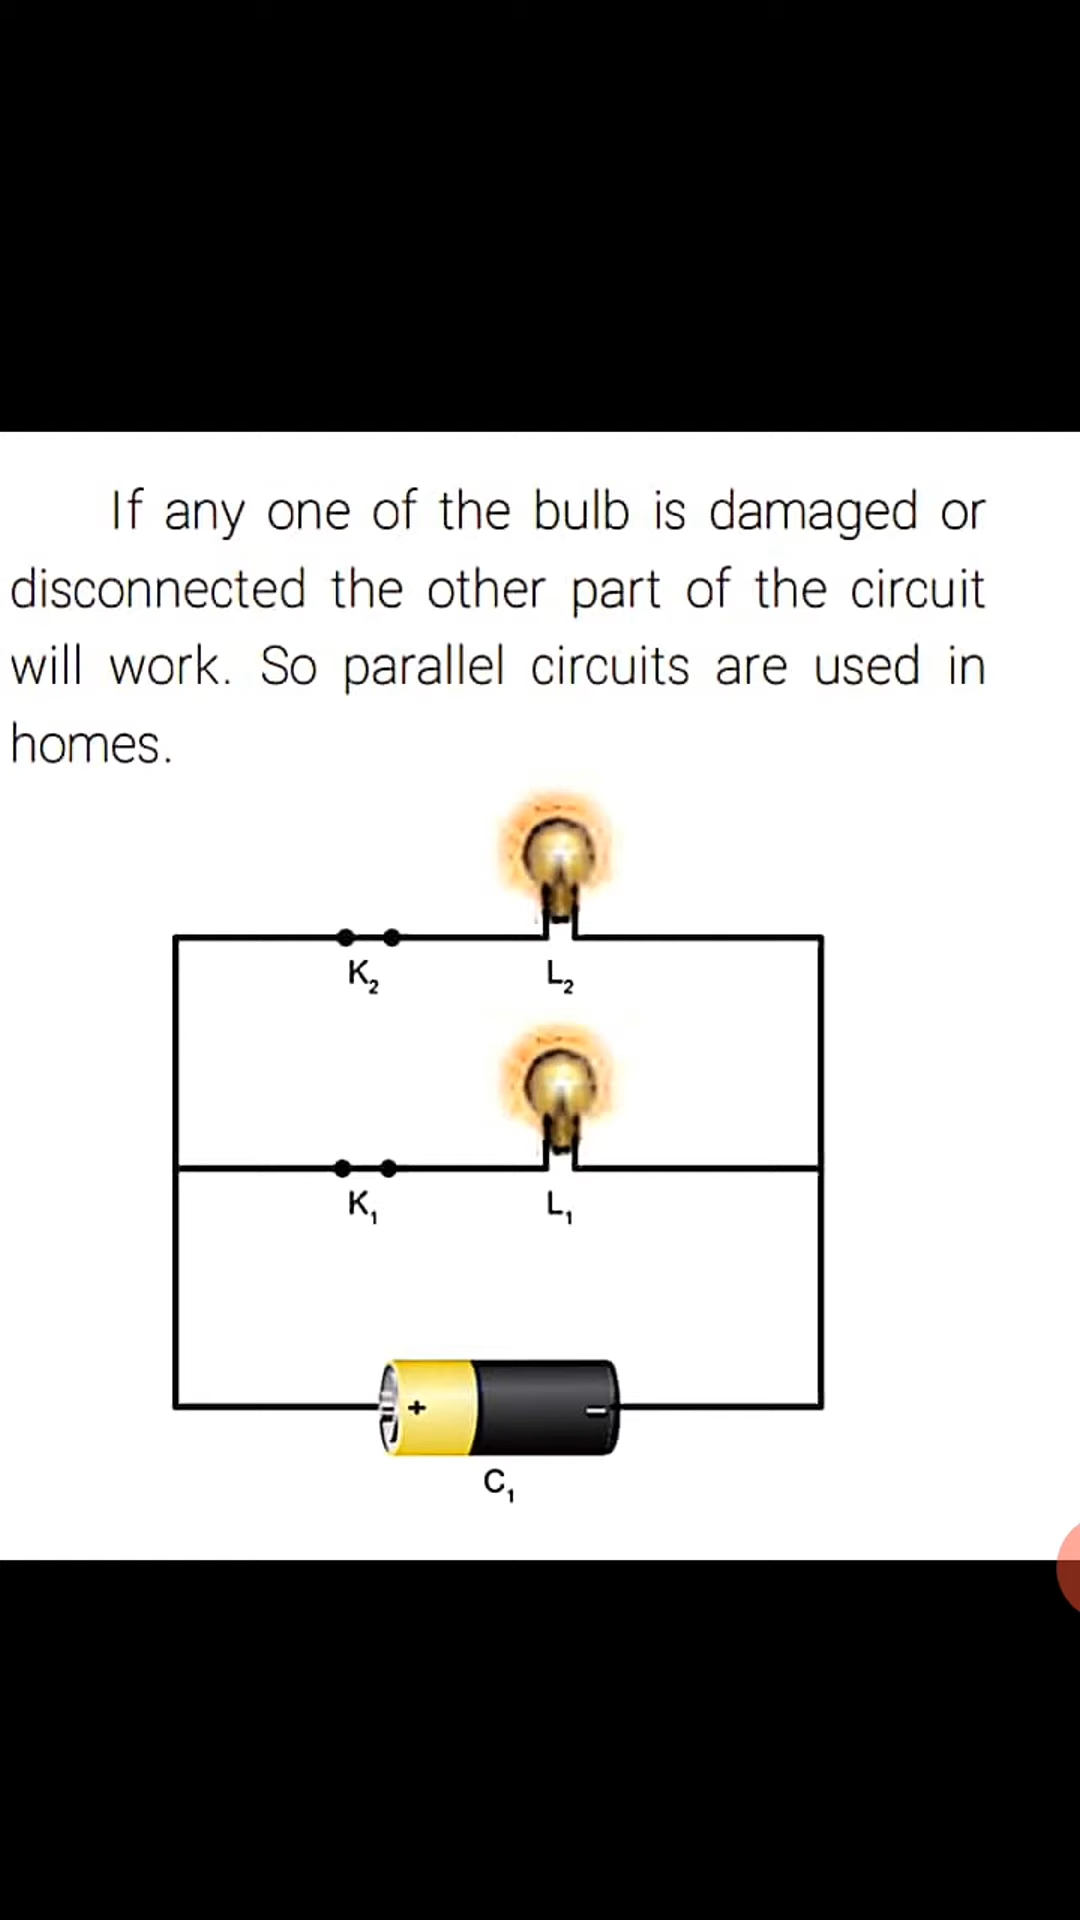 If any one of the bulb is damaged or
disconnected the other part of the circuit
will work. So parallel circuits are used in
homes.
K₂ L₂
K₁ L₁
+ –
C₁